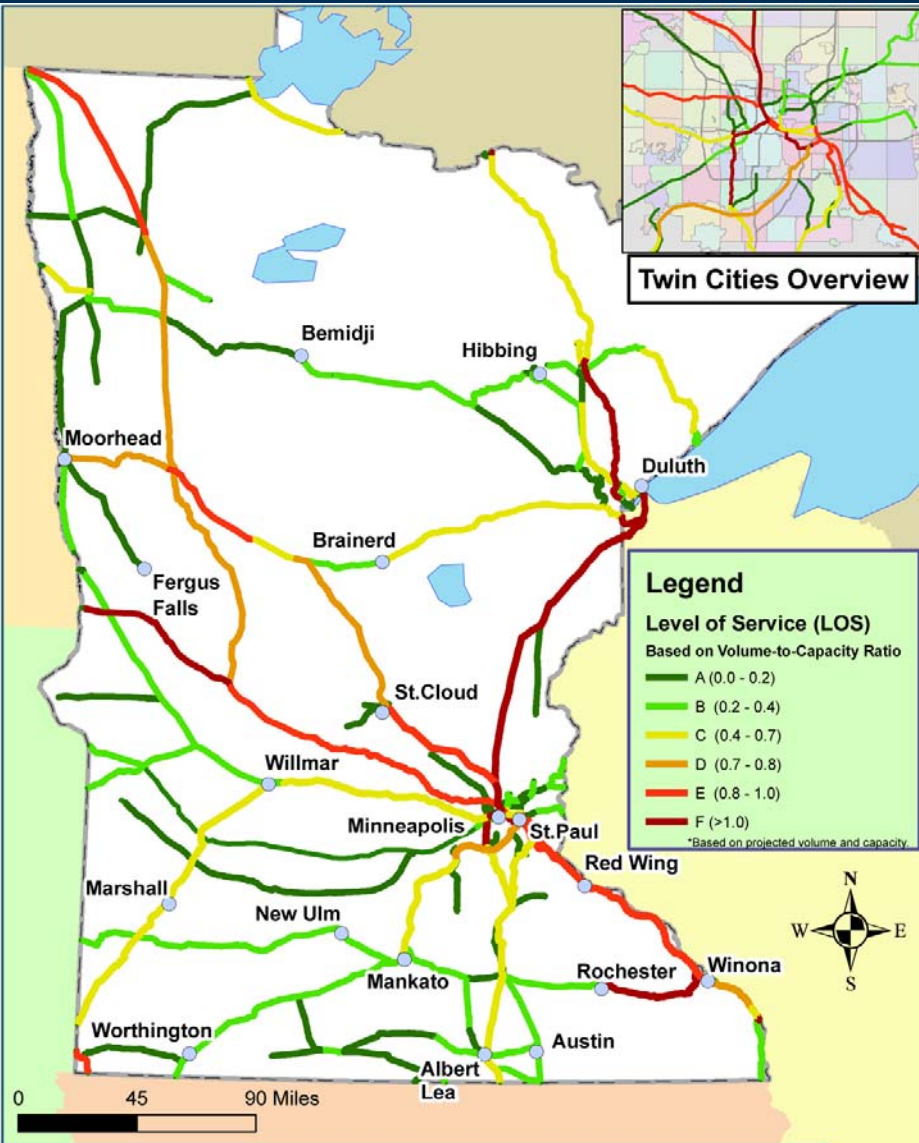 Twin Cities Overview
Bemidji
Hibbing
Moorhead
Duluth
Brainerd
Fergus
Falls
Legend
Level of Service (LOS)
Based on Volume-to-Capacity Ratio
A (0.0 - 0.2)
B (0.2 - 0.4)
C (0.4 - 0.7)
D (0.7 - 0.8)
E (0.8 - 1.0)
F (>1.0)
*Based on projected volume and capacity.
St.Cloud
Willmar
Minneapolis
St.Paul
Red Wing
Marshall
New Ulm
N
W E
S
Mankato
Rochester
Winona
Worthington
Albert
Lea
Austin
0 45 90 Miles